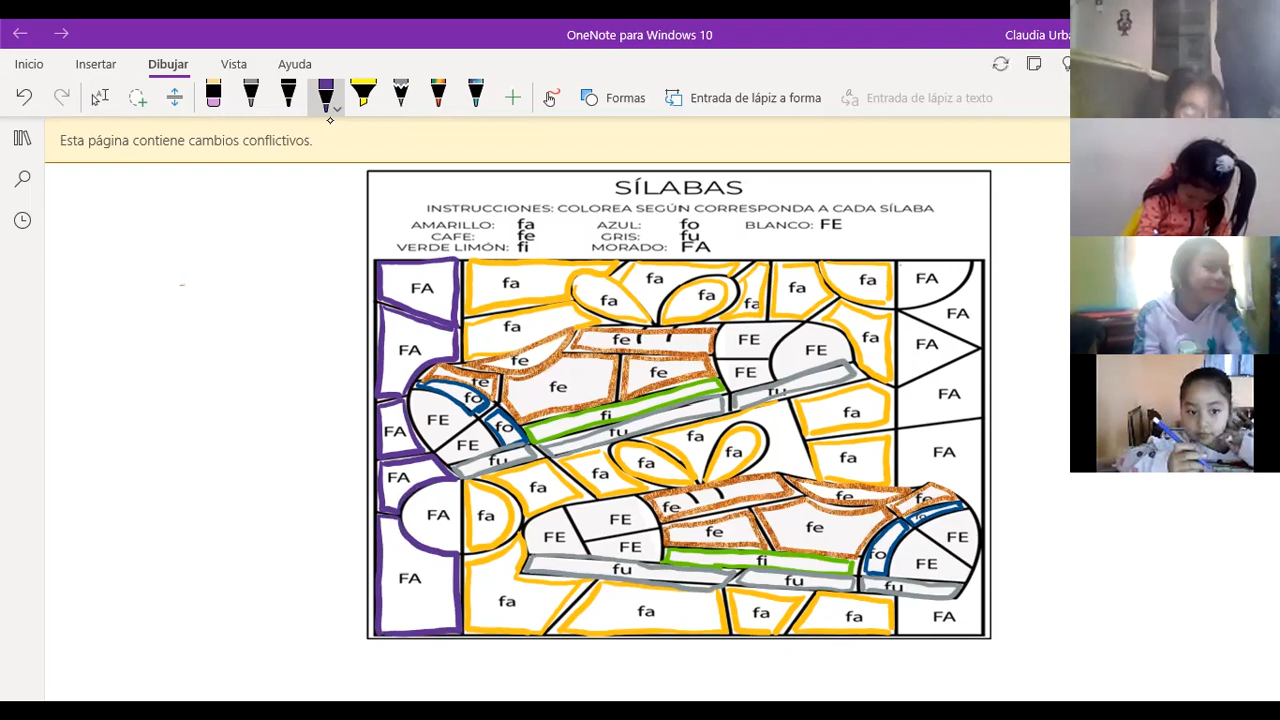 OneNote para Windows 10
Claudia Urba
Inicio Insertar Dibujar Vista Ayuda
Formas Entrada de lápiz a forma Entrada de lápiz a texto
Esta página contiene cambios conflictivos.
SÍLABAS
INSTRUCCIONES: COLOREA SEGÚN CORRESPONDA A CADA SÍLABA
AMARILLO: fa AZUL: fo BLANCO: FE
CAFE: fe GRIS: fu
VERDE LIMÓN: fi MORADO: FA
FA fa fa fa fa fa fa fa FA
FA
fa fe FE fa FA
FA fe FE
fe fe fe FE
fo FA
FE fi fu fa
FA fo fu
FE fa
FA fu fa fa fa fa fa FA
fa
FA fa fe fe fe
FE fe fe
FE FE fo FE
fi FE
FA fu fu fu
fa fa fa fa FA